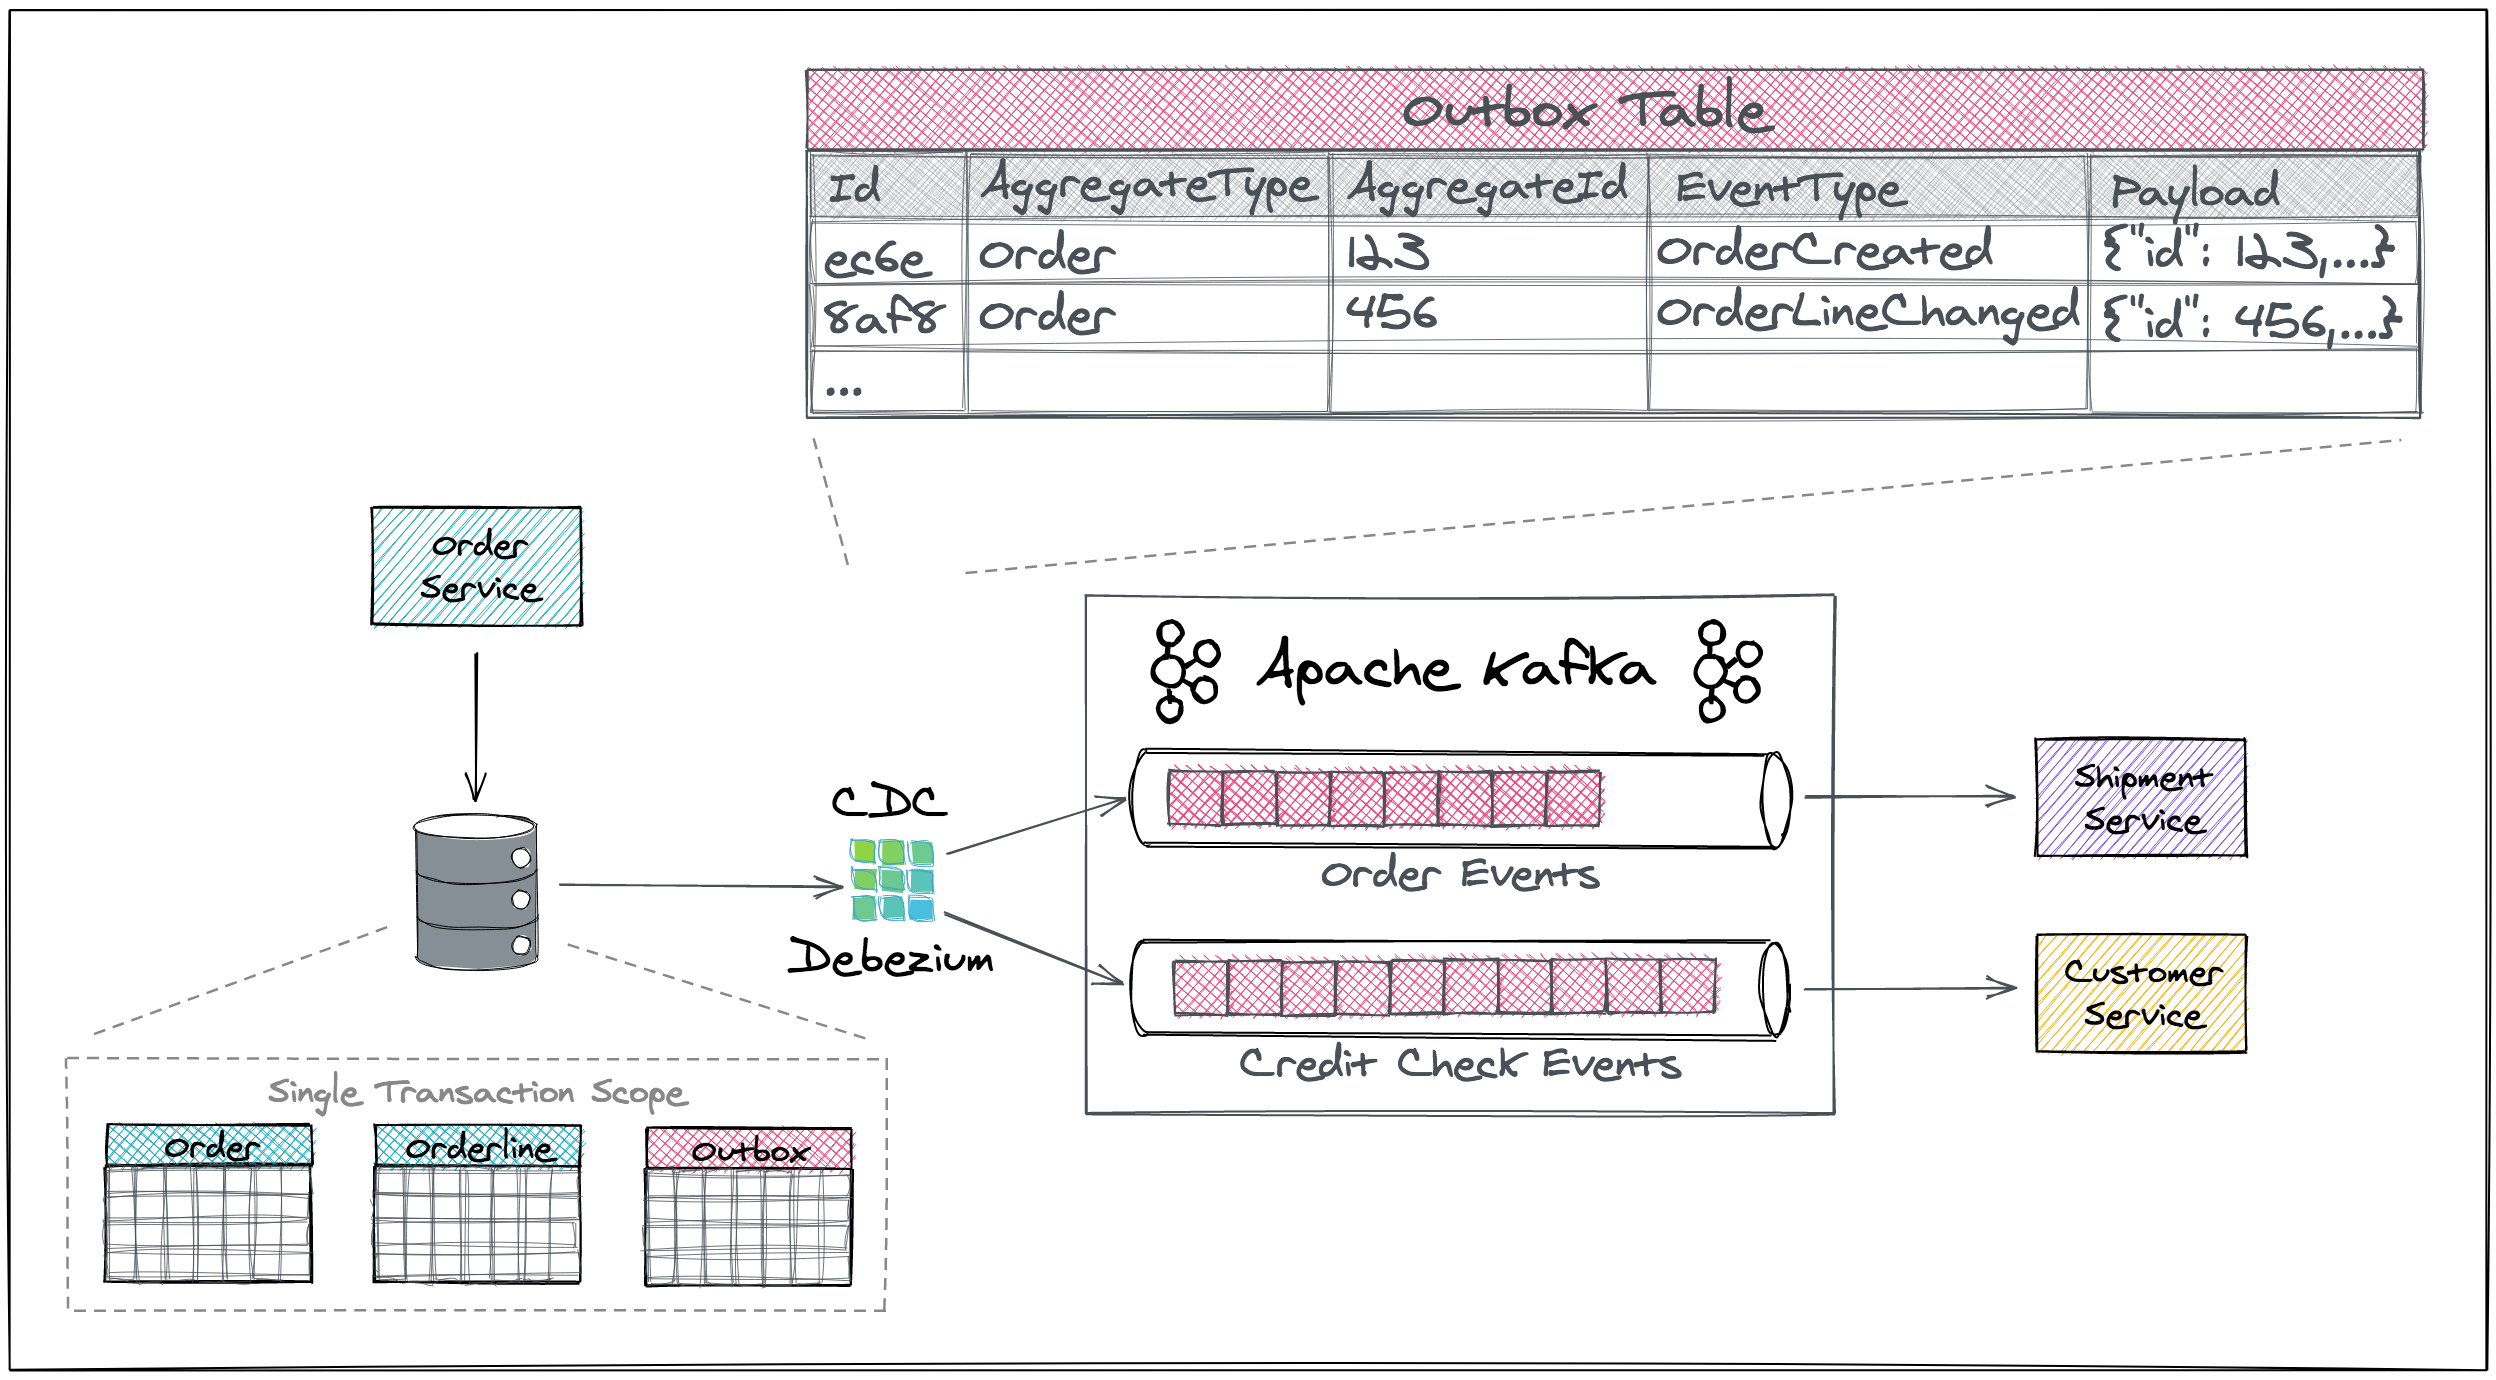 Outbox Table
Id AggregateType AggregateId EventType Payload
ec6e Order 123 OrderCreated {"id": 123,....}
8af8 Order 456 OrderLineChanged {"id": 456,....}
...
Order
Service
Apache Kafka
CDC
Debezium
Order Events
Credit Check Events
Shipment
Service
Customer
Service
Single Transaction Scope
Order Orderline Outbox